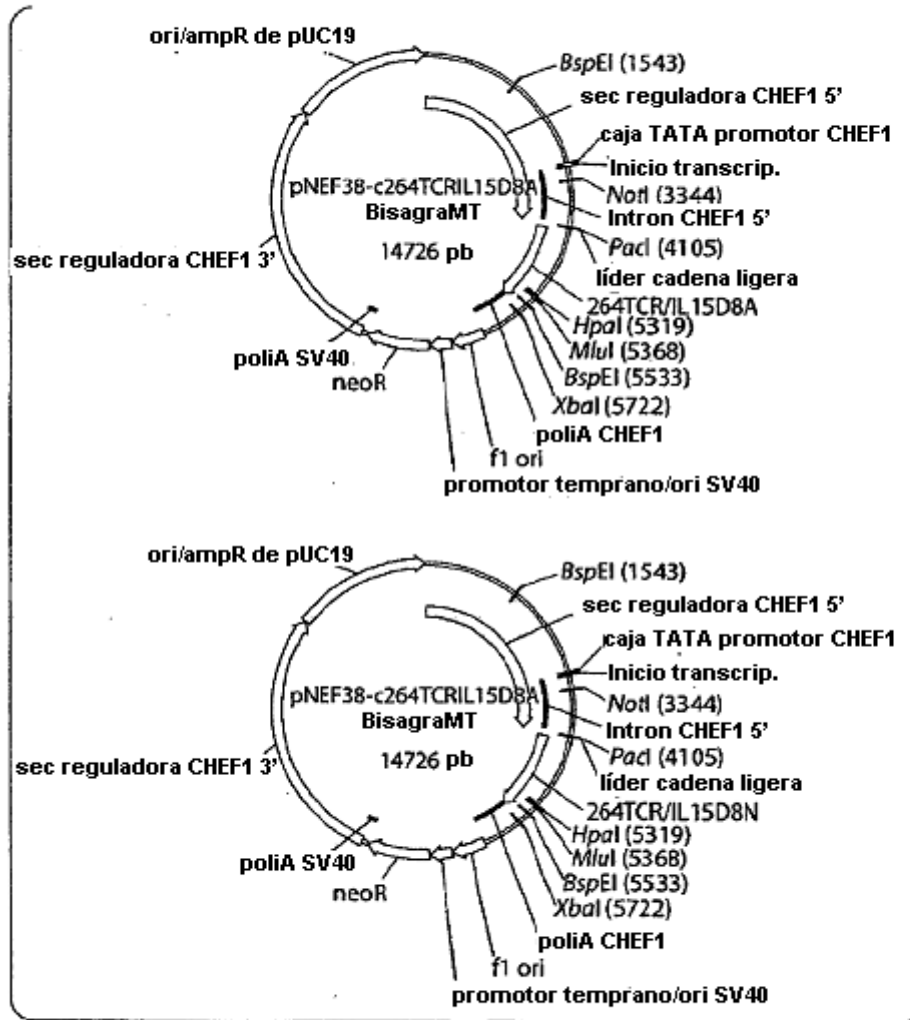 ori/ampR de pUC19
BspEI (1543)
sec reguladora CHEF1 5’
caja TATA promotor CHEF1
Inicio transcrip.
pNEF38-c264TCRIL15D8A
NotI (3344)
BisagraMT
Intron CHEF1 5’
14726 pb
PacI (4105)
sec reguladora CHEF1 3’
líder cadena ligera
264TCR/IL15D8A
HpaI (5319)
MluI (5368)
poliA SV40
BspEI (5533)
neoR
XbaI (5722)
poliA CHEF1
f1 ori
promotor temprano/ori SV40
ori/ampR de pUC19
BspEI (1543)
sec reguladora CHEF1 5’
caja TATA promotor CHEF1
Inicio transcrip.
pNEF38-c264TCRIL15D8A
NotI (3344)
BisagraMT
Intron CHEF1 5’
14726 pb
PacI (4105)
sec reguladora CHEF1 3’
líder cadena ligera
264TCR/IL15D8N
HpaI (5319)
MluI (5368)
poliA SV40
BspEI (5533)
neoR
XbaI (5722)
poliA CHEF1
f1 ori
promotor temprano/ori SV40